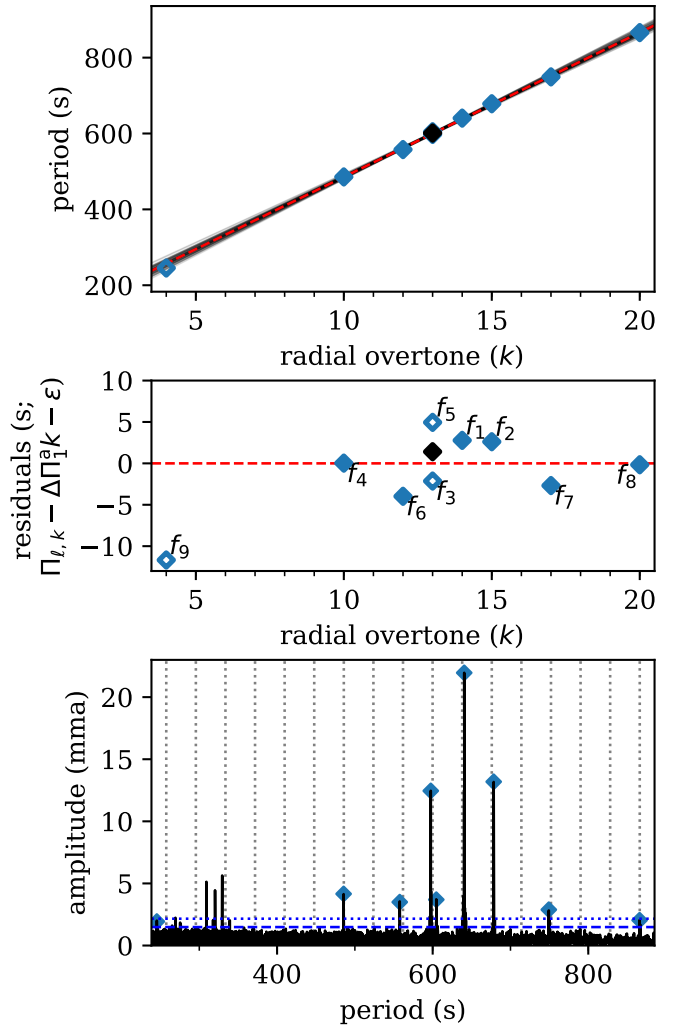 800
600
400
200
period (s)
5
10
15
20
radial overtone (k)
10
5
0
−5
−10
residuals (s;
Π_{ℓ,k} − ΔΠ_1^a k − ε)
f5
f1
f2
f4
f3
f6
f7
f8
f9
5
10
15
20
radial overtone (k)
20
15
10
5
0
amplitude (mma)
400
600
800
period (s)